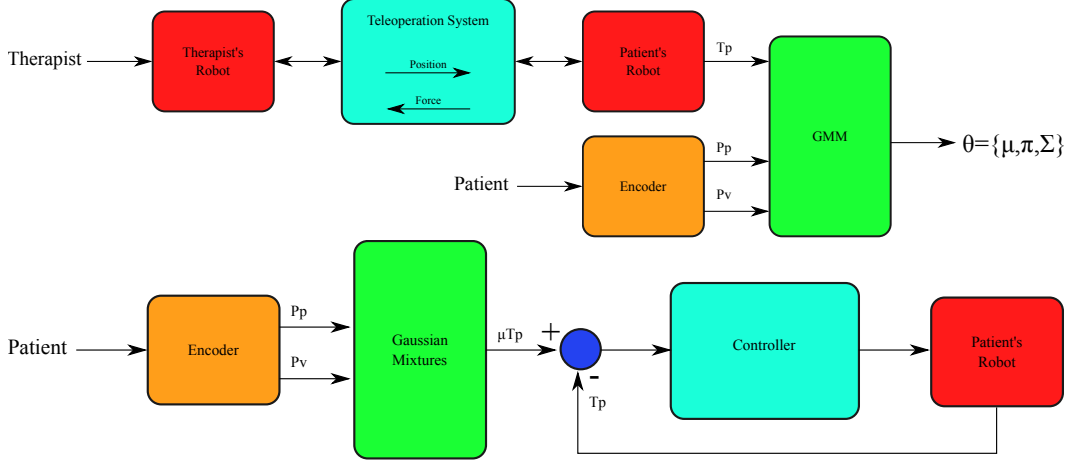 Therapist
Therapist's
Robot
Teleoperation System
Position
Force
Patient's
Robot
Tp
GMM
θ={μ,π,Σ}
Patient
Encoder
Pp
Pv
Patient
Encoder
Pp
Pv
Gaussian
Mixtures
μTp
+
-
Tp
Controller
Patient's
Robot